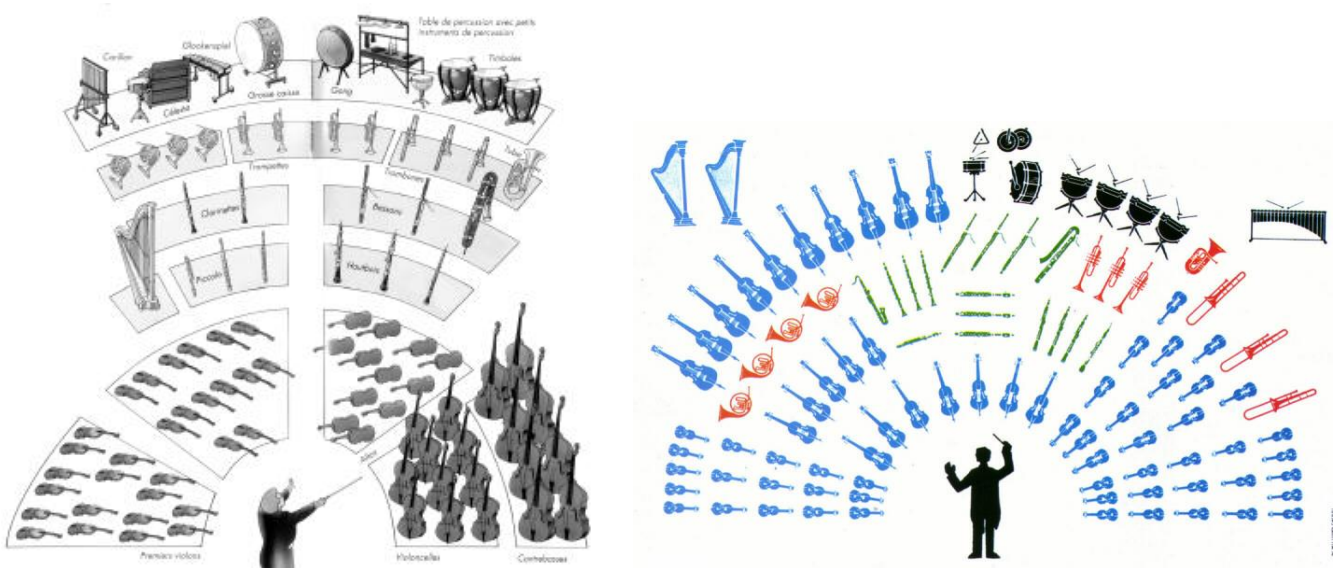 Table de percussion avec petits
instruments de percussion
Glockenspiel
Carillon
Timbales
Célesta
Grosse caisse
Gong
Trompettes
Trombones
Tuba
Clarinettes
Bassons
Piccolo
Hautbois
Altos
Premiers violons
Violoncelles
Contrebasses